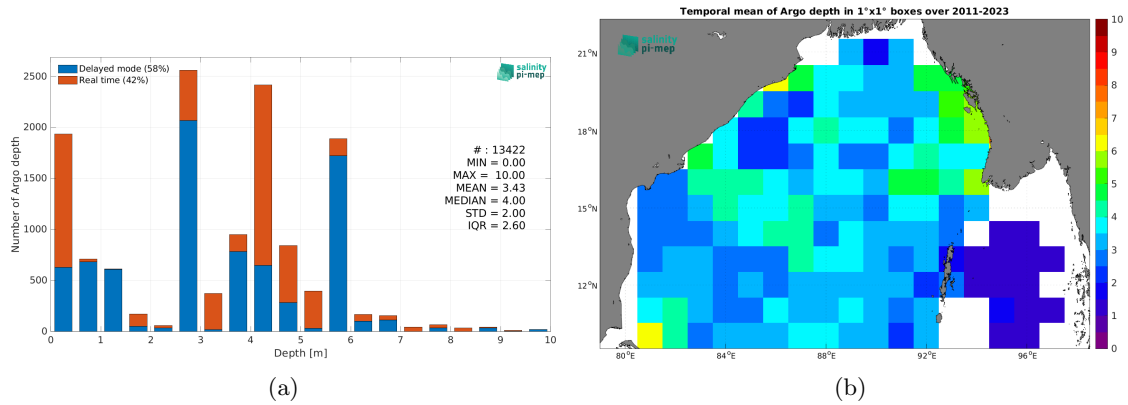 Delayed mode (58%)
Real time (42%)
salinity
pi-mep
# : 13422
MIN = 0.00
MAX = 10.00
MEAN = 3.43
MEDIAN = 4.00
STD = 2.00
IQR = 2.60
Number of Argo depth
2500
2000
1500
1000
500
0
0 1 2 3 4 5 6 7 8 9 10
Depth [m]
(a)
Temporal mean of Argo depth in 1°x1° boxes over 2011-2023
salinity
pi-mep
21°N
18°N
15°N
12°N
80°E 84°E 88°E 92°E 96°E
10
9
8
7
6
5
4
3
2
1
0
(b)